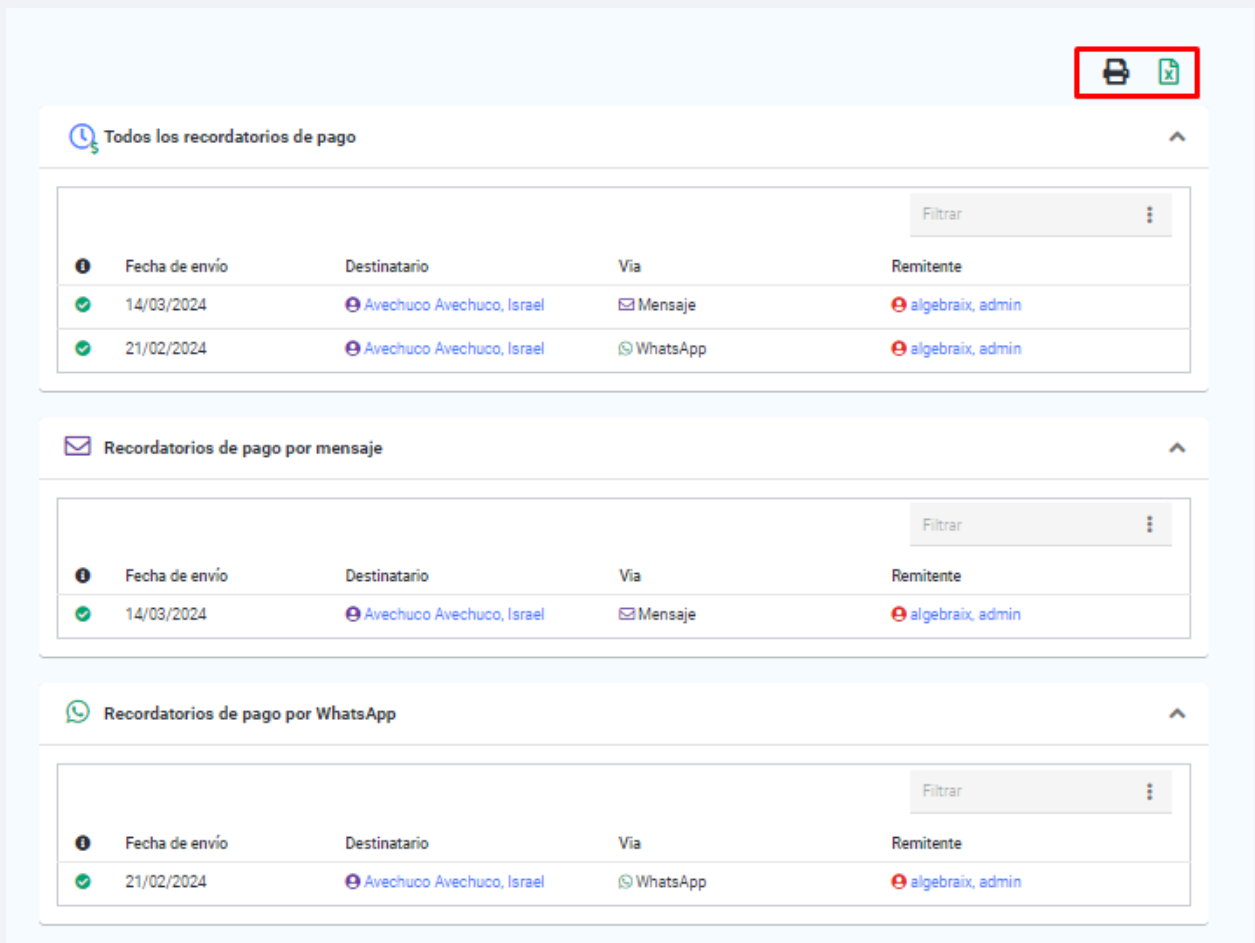 Todos los recordatorios de pago
Filtrar
Fecha de envío Destinatario Via Remitente
14/03/2024 Avechuco Avechuco, Israel Mensaje algebraix, admin
21/02/2024 Avechuco Avechuco, Israel WhatsApp algebraix, admin
Recordatorios de pago por mensaje
Filtrar
Fecha de envío Destinatario Via Remitente
14/03/2024 Avechuco Avechuco, Israel Mensaje algebraix, admin
Recordatorios de pago por WhatsApp
Filtrar
Fecha de envío Destinatario Via Remitente
21/02/2024 Avechuco Avechuco, Israel WhatsApp algebraix, admin